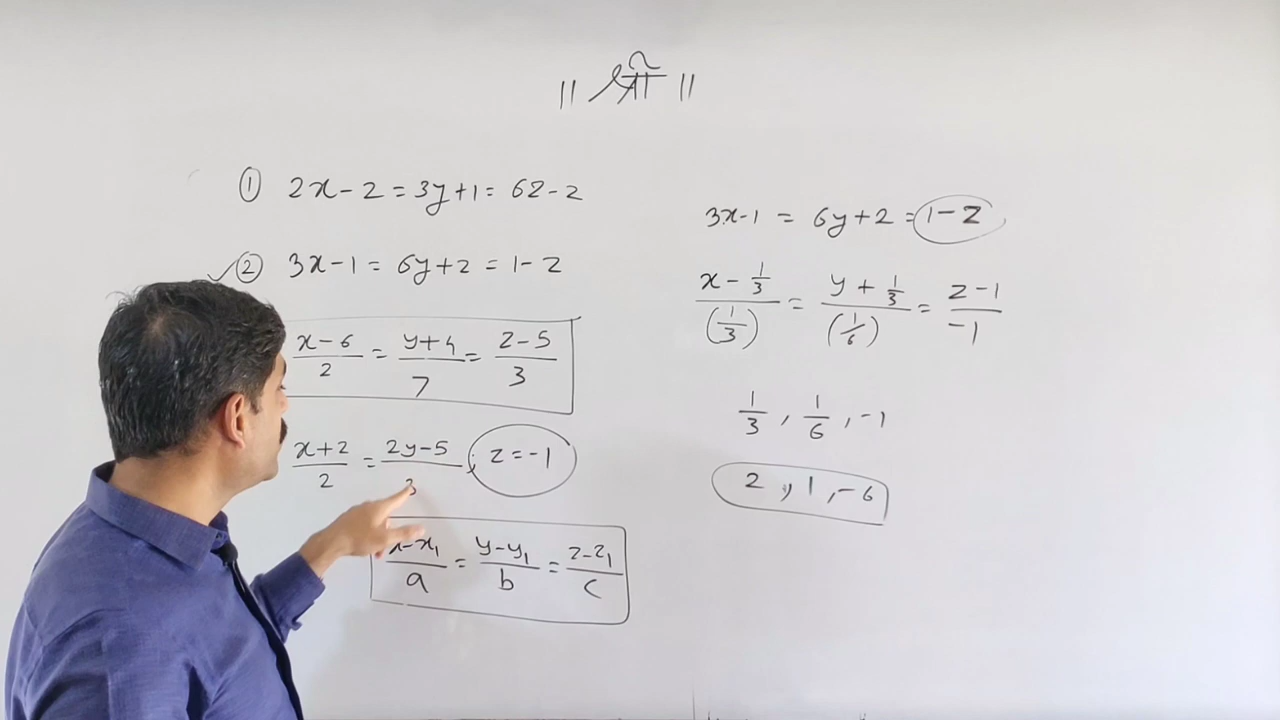 || श्री ||
① 2x-2 = 3y+1 = 6z-2
② 3x-1 = 6y+2 = 1-z
(x-6)/2 = (y+4)/7 = (z-5)/3
(x+2)/2 = (2y-5)/3, z=-1
(x-x₁)/a = (y-y₁)/b = (z-z₁)/c
3x-1 = 6y+2 = 1-z
(x-1/3)/(1/3) = (y+1/3)/(1/6) = (z-1)/-1
1/3, 1/6, -1
2, 1, -6